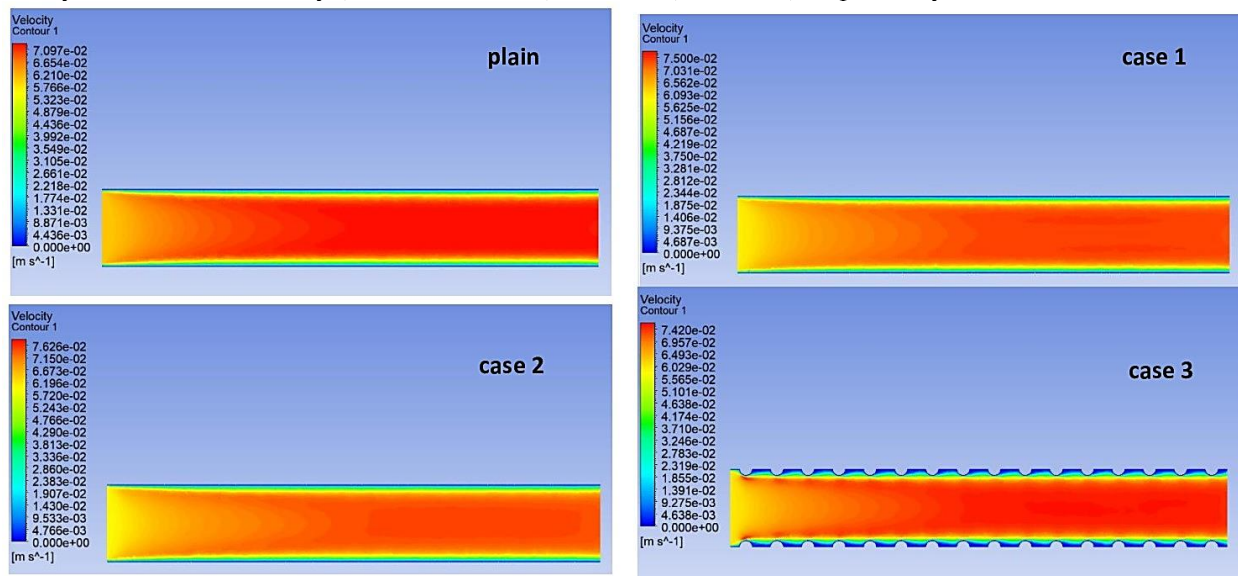 Velocity
Contour 1
plain
7.097e-02
6.654e-02
6.210e-02
5.766e-02
5.323e-02
4.879e-02
4.436e-02
3.992e-02
3.549e-02
3.105e-02
2.661e-02
2.218e-02
1.774e-02
1.331e-02
8.871e-03
4.436e-03
0.000e+00
[m s^-1]
Velocity
Contour 1
case 1
7.500e-02
7.031e-02
6.562e-02
6.093e-02
5.625e-02
5.156e-02
4.687e-02
4.219e-02
3.750e-02
3.281e-02
2.812e-02
2.344e-02
1.875e-02
1.406e-02
9.375e-03
4.687e-03
0.000e+00
[m s^-1]
Velocity
Contour 1
case 2
7.626e-02
7.150e-02
6.673e-02
6.196e-02
5.720e-02
5.243e-02
4.766e-02
4.290e-02
3.813e-02
3.336e-02
2.860e-02
2.383e-02
1.907e-02
1.430e-02
9.533e-03
4.766e-03
0.000e+00
[m s^-1]
Velocity
Contour 1
case 3
7.420e-02
6.957e-02
6.493e-02
6.029e-02
5.565e-02
5.101e-02
4.638e-02
4.174e-02
3.710e-02
3.246e-02
2.783e-02
2.319e-02
1.855e-02
1.391e-02
9.275e-03
4.638e-03
0.000e+00
[m s^-1]